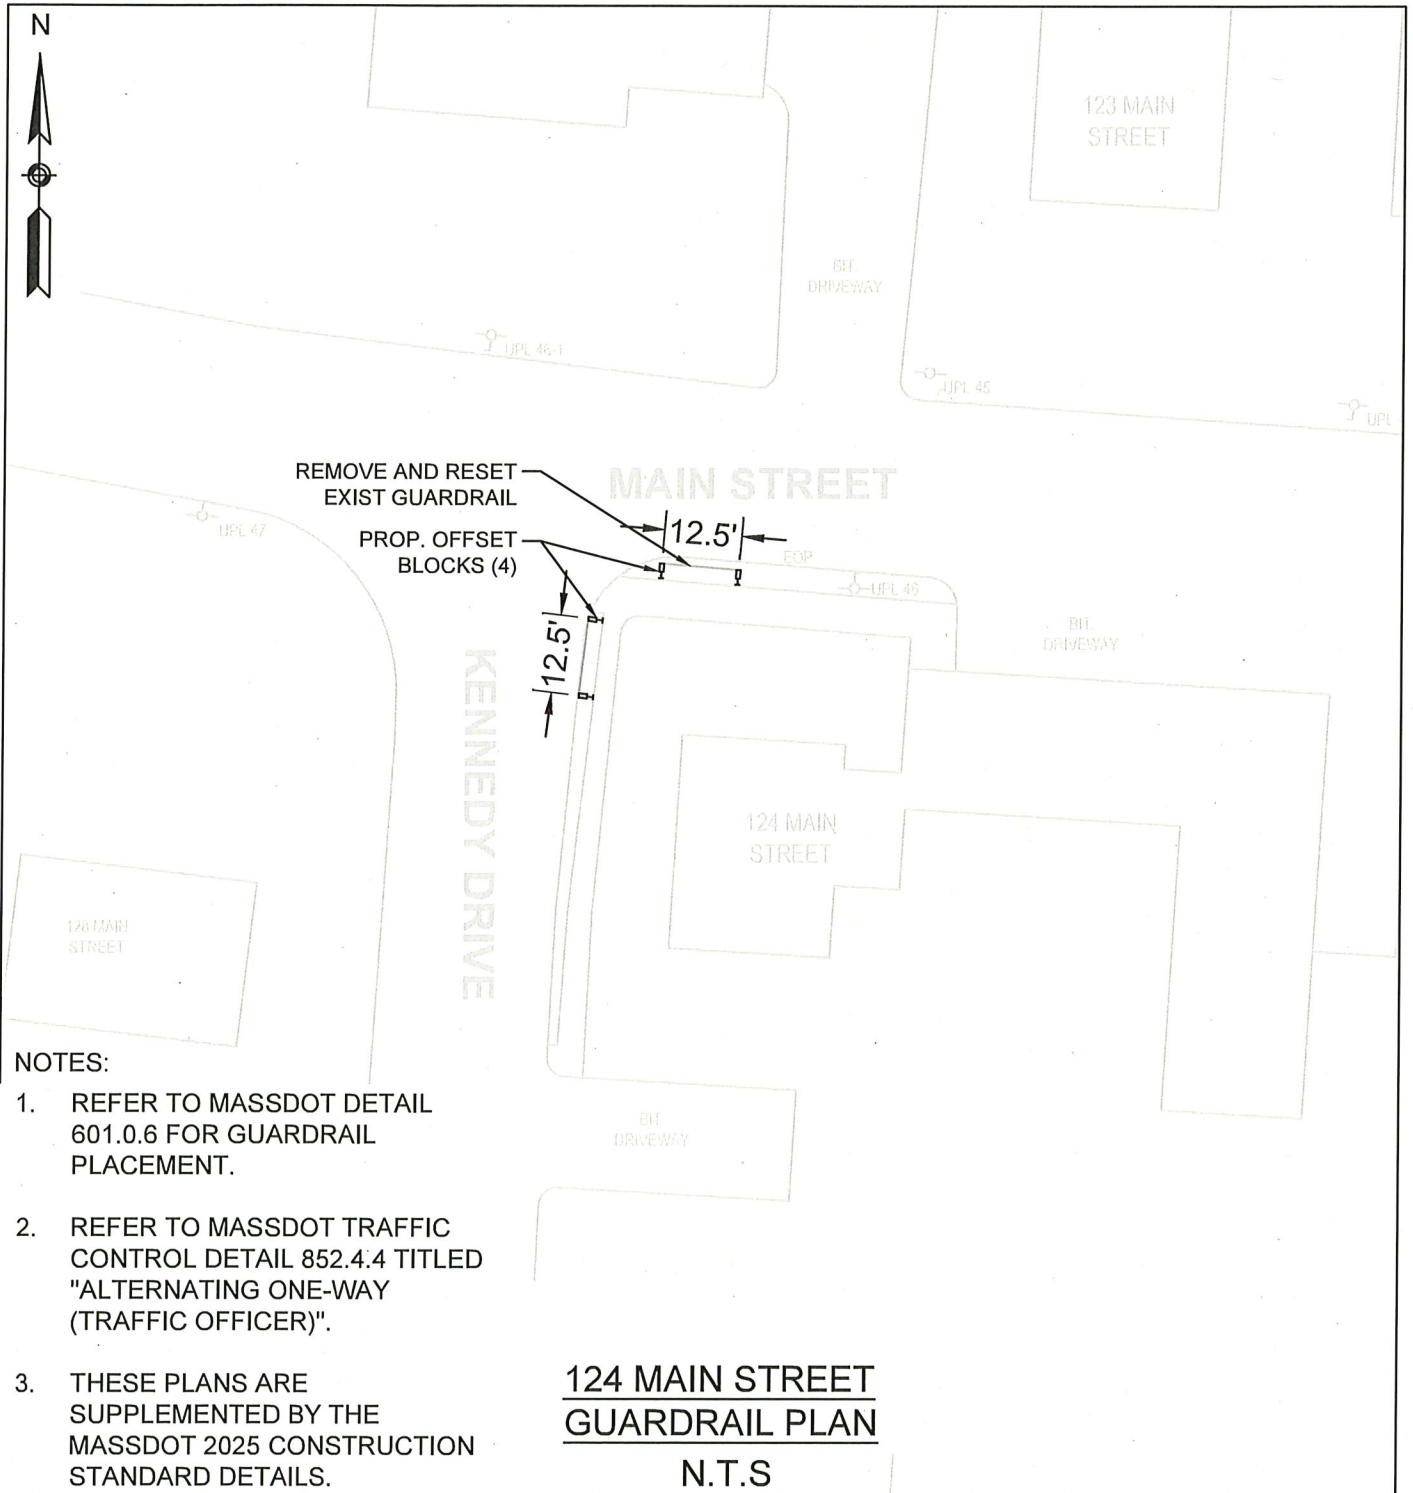 N
123 MAIN
STREET
BIT.
DRIVEWAY
UPL 46-1
UPL 45
UPL
REMOVE AND RESET
EXIST GUARDRAIL
MAIN STREET
UPL 47
PROP. OFFSET
BLOCKS (4)
12.5'
EOP
UPL 46
12.5'
BIT.
DRIVEWAY
KENNEDY DRIVE
124 MAIN
STREET
128 MAIN
STREET
BIT
DRIVEWAY
NOTES:
1. REFER TO MASSDOT DETAIL
601.0.6 FOR GUARDRAIL
PLACEMENT.
2. REFER TO MASSDOT TRAFFIC
CONTROL DETAIL 852.4.4 TITLED
"ALTERNATING ONE-WAY
(TRAFFIC OFFICER)".
3. THESE PLANS ARE
SUPPLEMENTED BY THE
MASSDOT 2025 CONSTRUCTION
STANDARD DETAILS.
124 MAIN STREET
GUARDRAIL PLAN
N.T.S